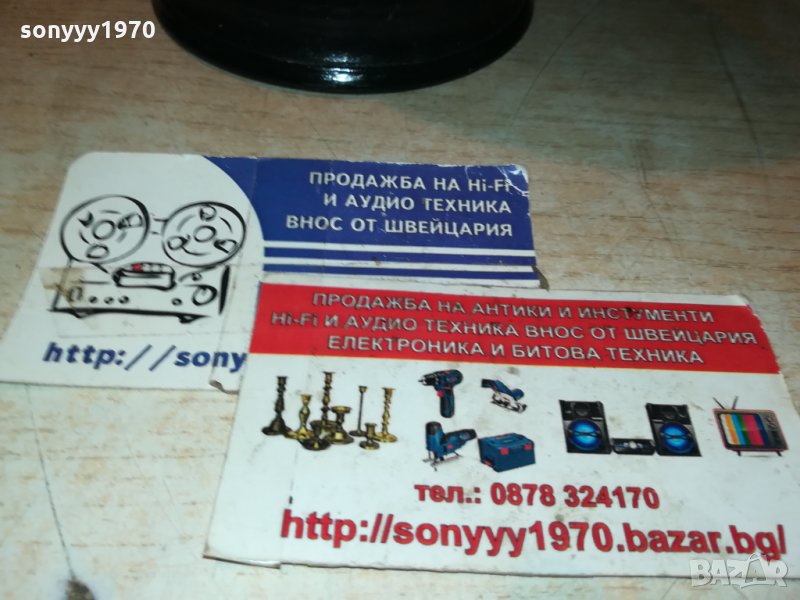 sonyyy1970
ПРОДАЖБА НА Hi-Fi
И АУДИО ТЕХНИКА
ВНОС ОТ ШВЕЙЦАРИЯ
http://sony
ПРОДАЖБА НА АНТИКИ И ИНСТУМЕНТИ
Hi-Fi И АУДИО ТЕХНИКА ВНОС ОТ ШВЕЙЦАРИЯ
ЕЛЕКТРОНИКА И БИТОВА ТЕХНИКА
тел.: 0878 324170
http://sonyyy1970.bazar.bg/
BAZAR